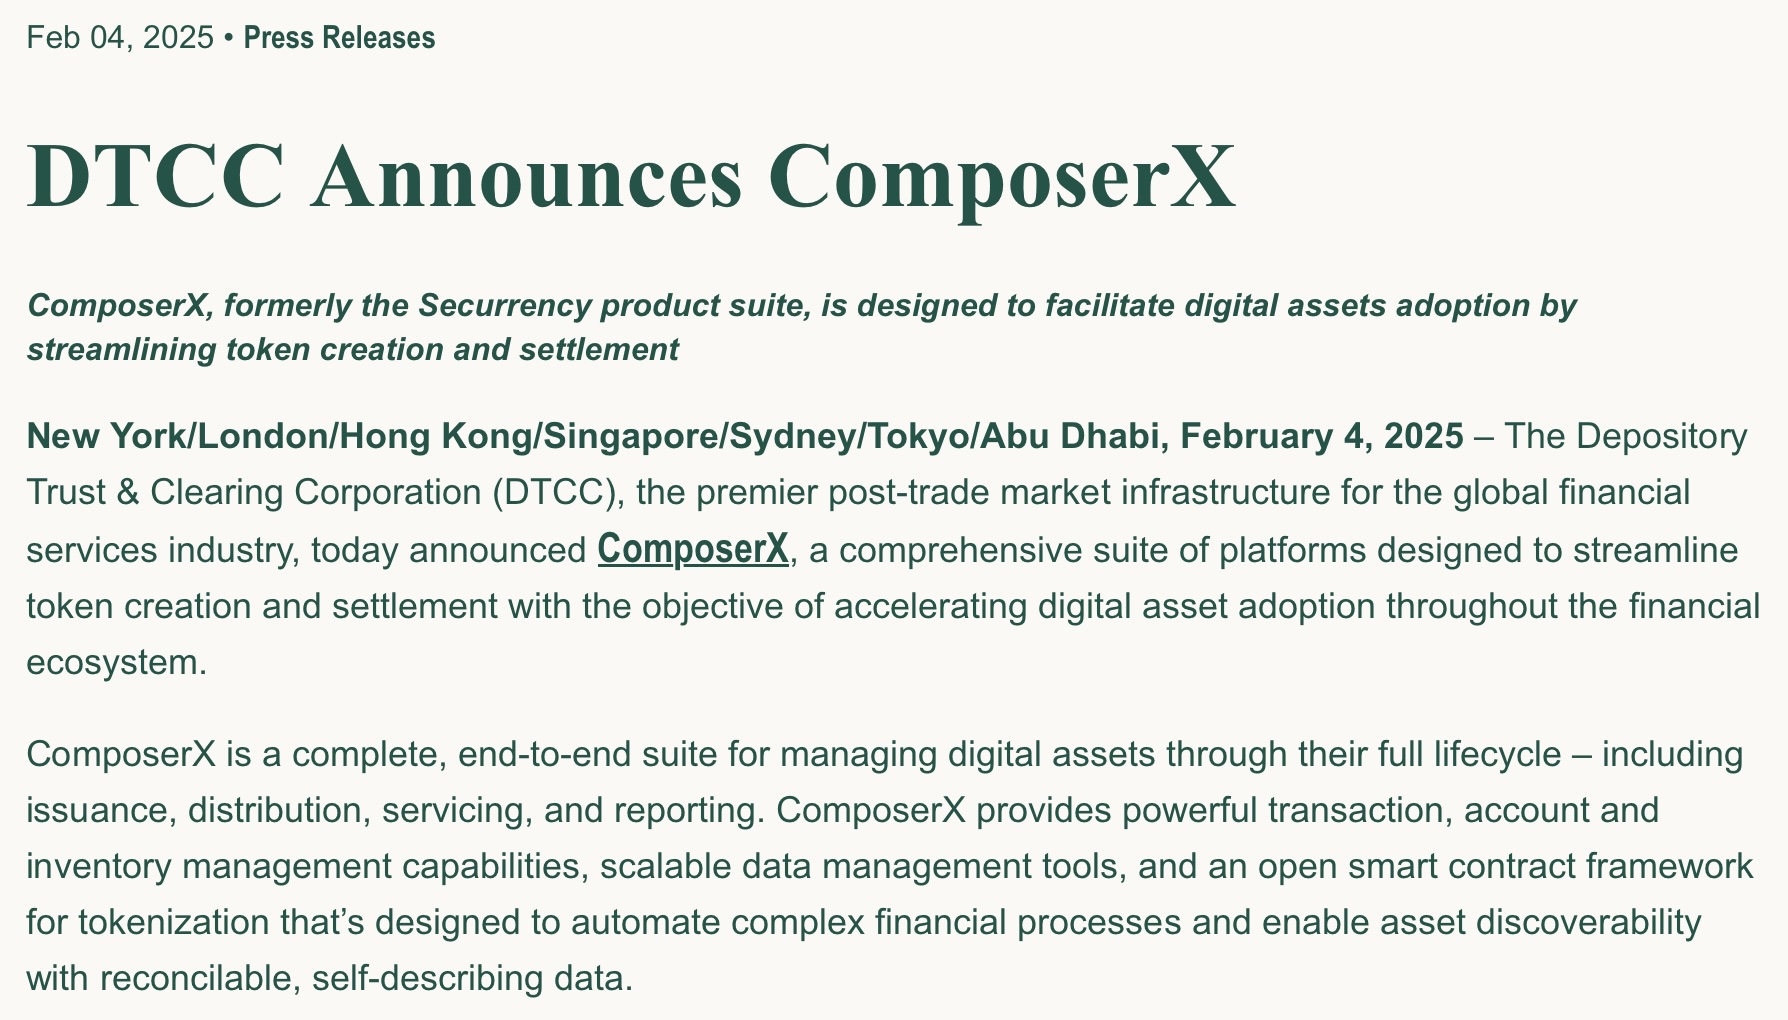 Feb 04, 2025 • Press Releases
DTCC Announces ComposerX
ComposerX, formerly the Securrency product suite, is designed to facilitate digital assets adoption by
streamlining token creation and settlement
New York/London/Hong Kong/Singapore/Sydney/Tokyo/Abu Dhabi, February 4, 2025 – The Depository
Trust & Clearing Corporation (DTCC), the premier post-trade market infrastructure for the global financial
services industry, today announced ComposerX, a comprehensive suite of platforms designed to streamline
token creation and settlement with the objective of accelerating digital asset adoption throughout the financial
ecosystem.
ComposerX is a complete, end-to-end suite for managing digital assets through their full lifecycle – including
issuance, distribution, servicing, and reporting. ComposerX provides powerful transaction, account and
inventory management capabilities, scalable data management tools, and an open smart contract framework
for tokenization that’s designed to automate complex financial processes and enable asset discoverability
with reconcilable, self-describing data.